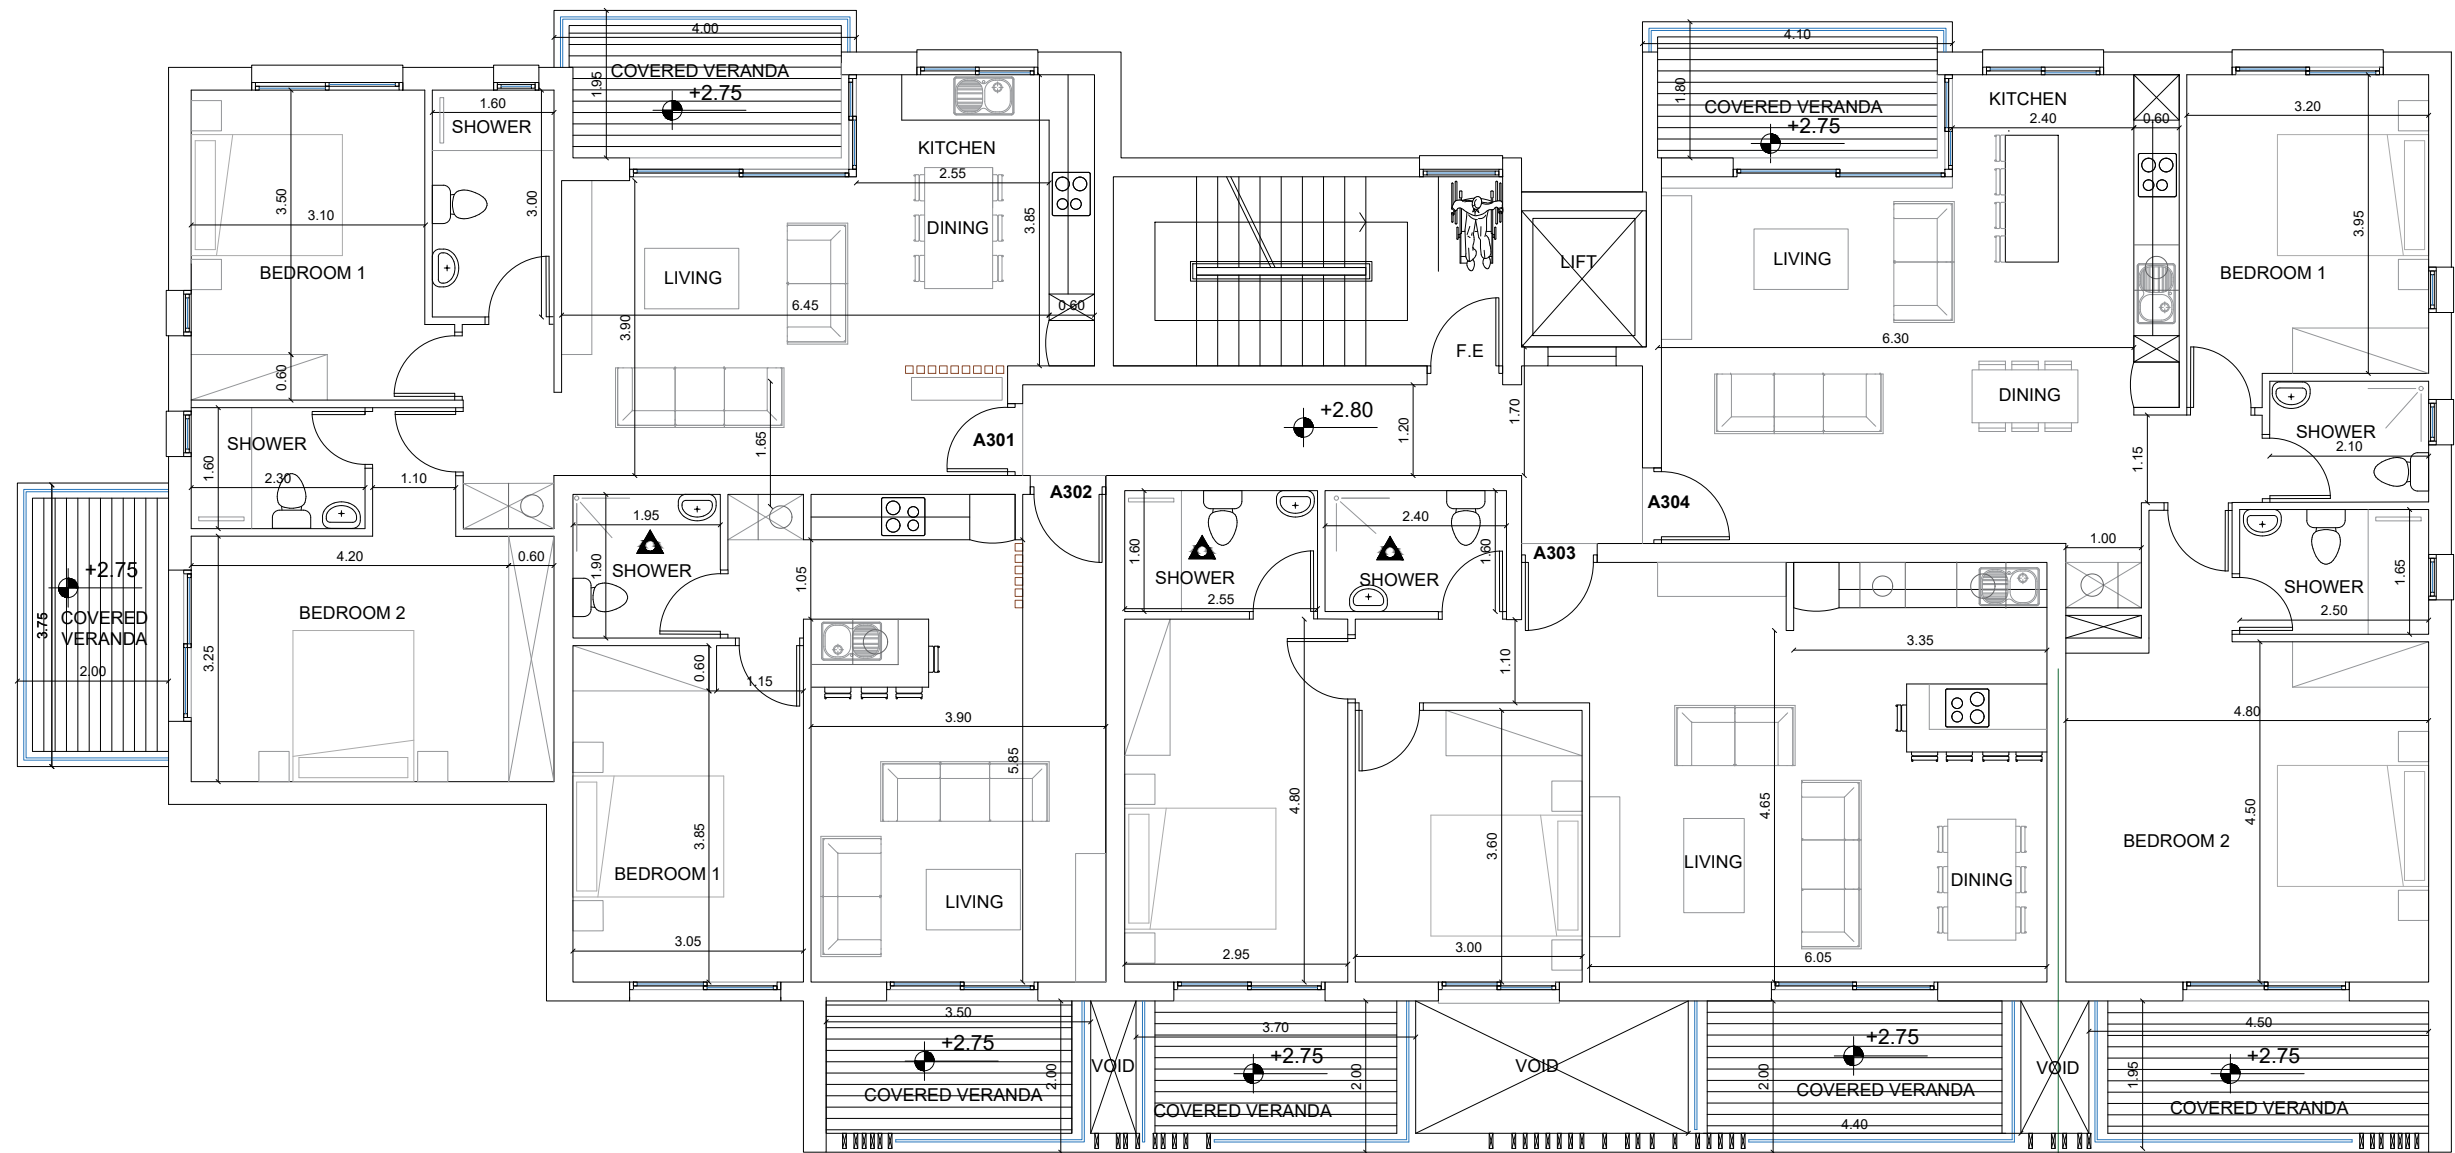 4.00
COVERED VERANDA
1.95
+2.75
4.10
COVERED VERANDA
1.80
+2.75
1.60
SHOWER
3.00
3.50
3.10
BEDROOM 1
0.60
KITCHEN
2.55
DINING
3.85
LIVING
6.45
0.60
3.90
1.65
LIFT
F.E
+2.80
1.20
1.70
A301
A302
A303
A304
KITCHEN
2.40
0.60
LIVING
6.30
DINING
1.15
3.20
3.95
BEDROOM 1
SHOWER
2.10
SHOWER
1.65
2.50
1.00
SHOWER
1.60
2.30
1.10
4.20
0.60
BEDROOM 2
3.25
+2.75
COVERED
VERANDA
3.75
2.00
1.95
1.90
SHOWER
1.05
0.60
1.15
3.85
BEDROOM 1
3.05
3.90
5.85
LIVING
1.60
SHOWER
2.55
2.40
1.60
SHOWER
1.10
4.80
2.95
3.60
3.00
3.35
4.65
LIVING
DINING
6.05
4.80
4.50
BEDROOM 2
3.50
+2.75
COVERED VERANDA
2.00
VOID
3.70
+2.75
COVERED VERANDA
2.00
VOID
2.00
+2.75
COVERED VERANDA
4.40
VOID
1.95
4.50
+2.75
COVERED VERANDA